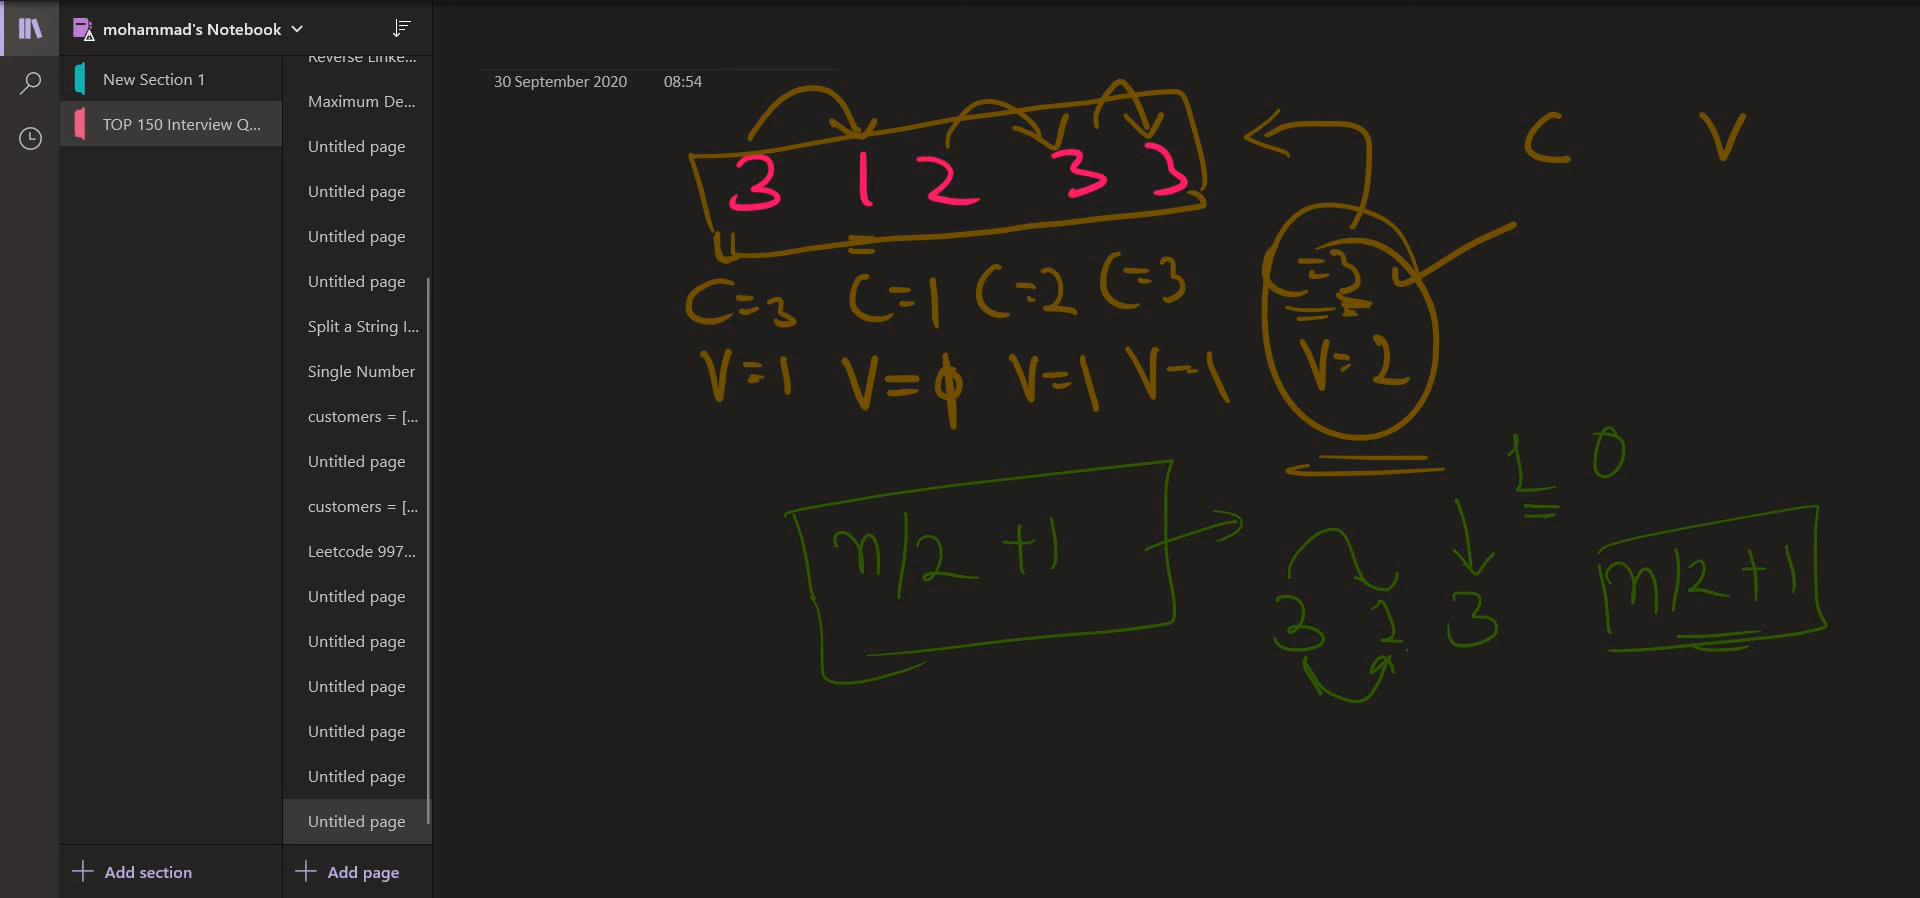 mohammad's Notebook
New Section 1
TOP 150 Interview Q...
Add section
Reverse Linke...
Maximum De...
Untitled page
Untitled page
Untitled page
Untitled page
Split a String I...
Single Number
customers = [...
Untitled page
customers = [...
Leetcode 997...
Untitled page
Untitled page
Untitled page
Untitled page
Untitled page
Untitled page
Add page
30 September 2020 08:54
C V
3 1 2 3 3
C=3 C=1 C=2 C=3 C=3
V=1 V=φ V=1 V-1 V=2
1 0
n/2 +1 n/2+1
3 2 3